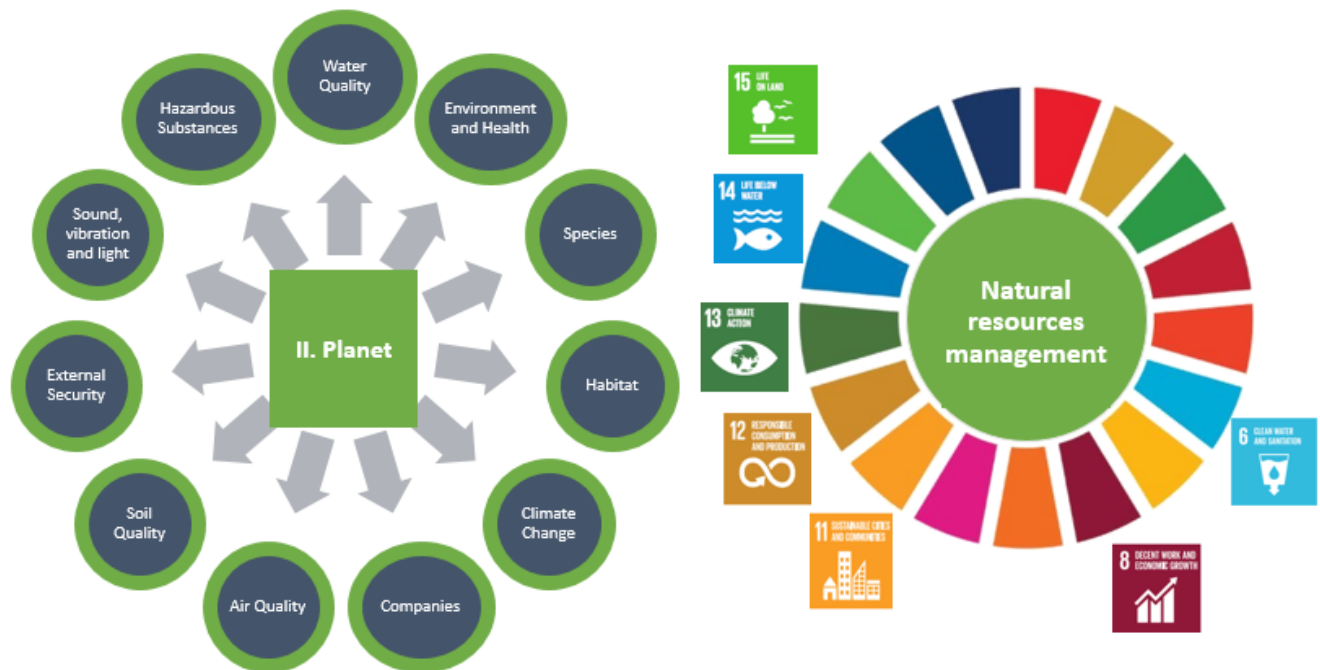 Water
Quality
Environment
and Health
Species
Habitat
Climate
Change
Companies
Air Quality
Soil
Quality
External
Security
Sound,
vibration
and light
Hazardous
Substances
II. Planet
15 LIFE
ON LAND
14 LIFE BELOW
WATER
13 CLIMATE
ACTION
12 RESPONSIBLE
CONSUMPTION
AND PRODUCTION
11 SUSTAINABLE CITIES
AND COMMUNITIES
8 DECENT WORK AND
ECONOMIC GROWTH
6 CLEAN WATER
AND SANITATION
Natural
resources
management